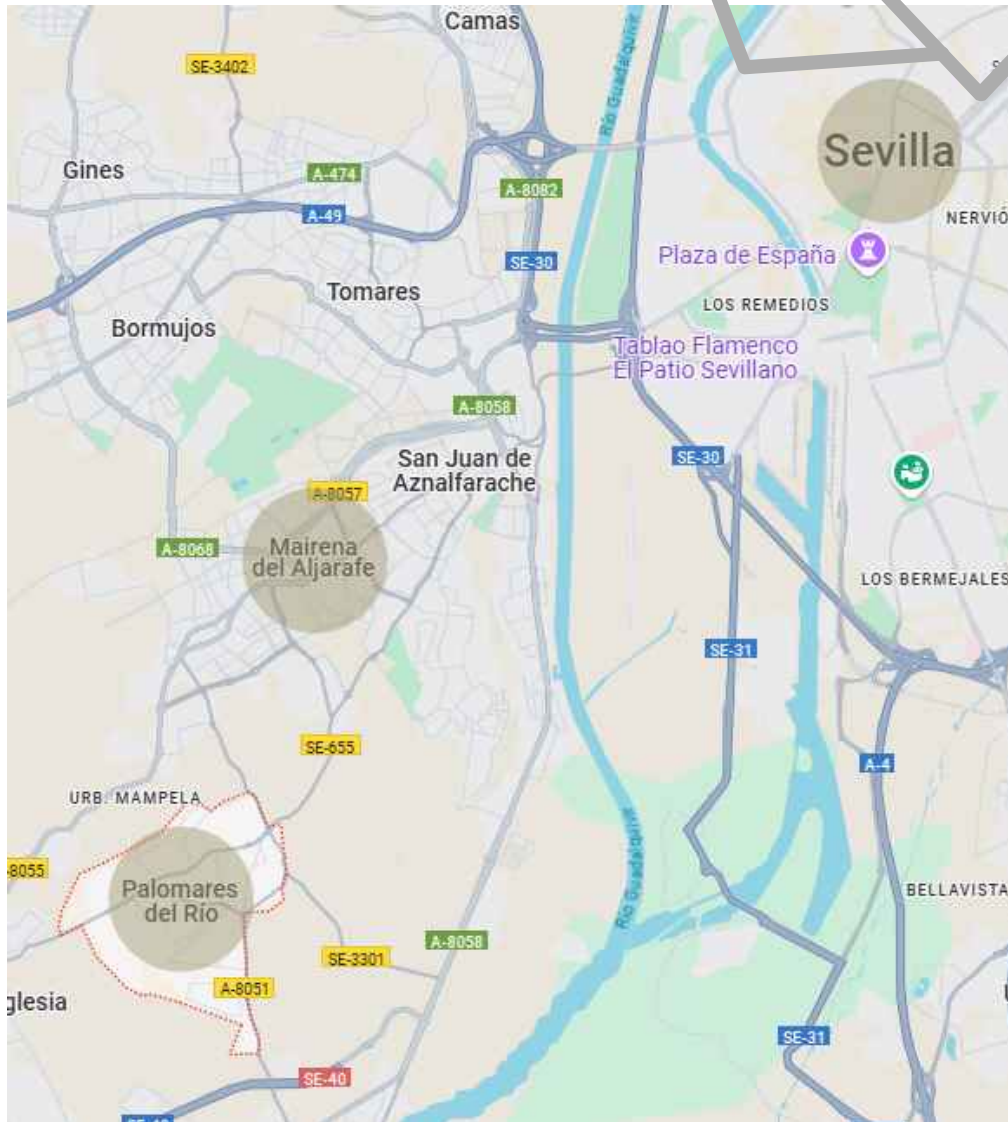 Camas
SE-3402
Río Guadalquivir
Sevilla
Gines
A-474
A-8082
A-49
NERVIÓ
Plaza de España
SE-30
Tomares
LOS REMEDIOS
Bormujos
Tablao Flamenco
El Patio Sevillano
A-8058
San Juan de
Aznalfarache
SE-30
A-8057
Mairena
del Aljarafe
A-8068
LOS BERMEJALES
SE-31
SE-655
A-4
URB. MAMPELA
-8055
Palomares
del Río
Río Guadalquivir
BELLAVISTA
A-8058
SE-3301
A-8051
glesia
SE-31
SE-40